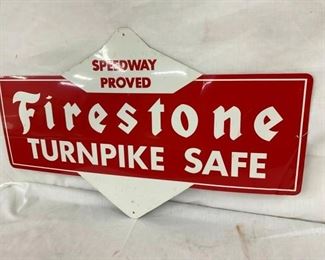 SPEEDWAY
PROVED
Firestone
TURNPIKE SAFE